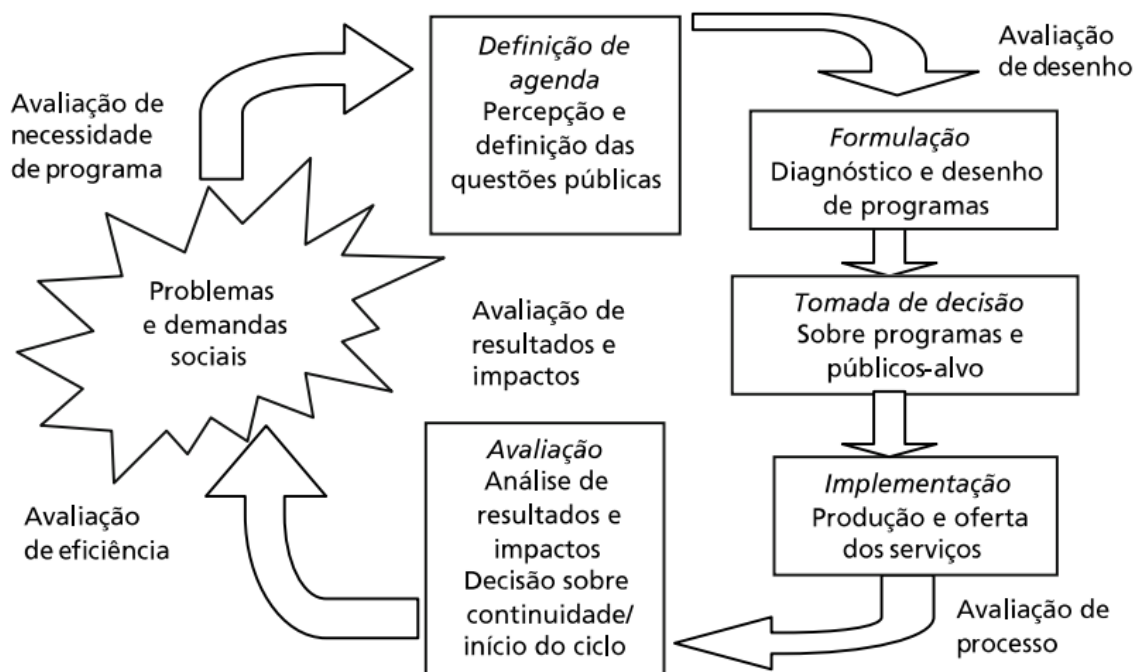 Definição de
agenda
Percepção e
definição das
questões públicas
Avaliação
de desenho
Avaliação de
necessidade
de programa
Formulação
Diagnóstico e desenho
de programas
Problemas
e demandas
sociais
Avaliação de
resultados e
impactos
Tomada de decisão
Sobre programas e
públicos-alvo
Avaliação
Análise de
resultados e
impactos
Decisão sobre
continuidade/
início do ciclo
Implementação
Produção e oferta
dos serviços
Avaliação
de eficiência
Avaliação de
processo